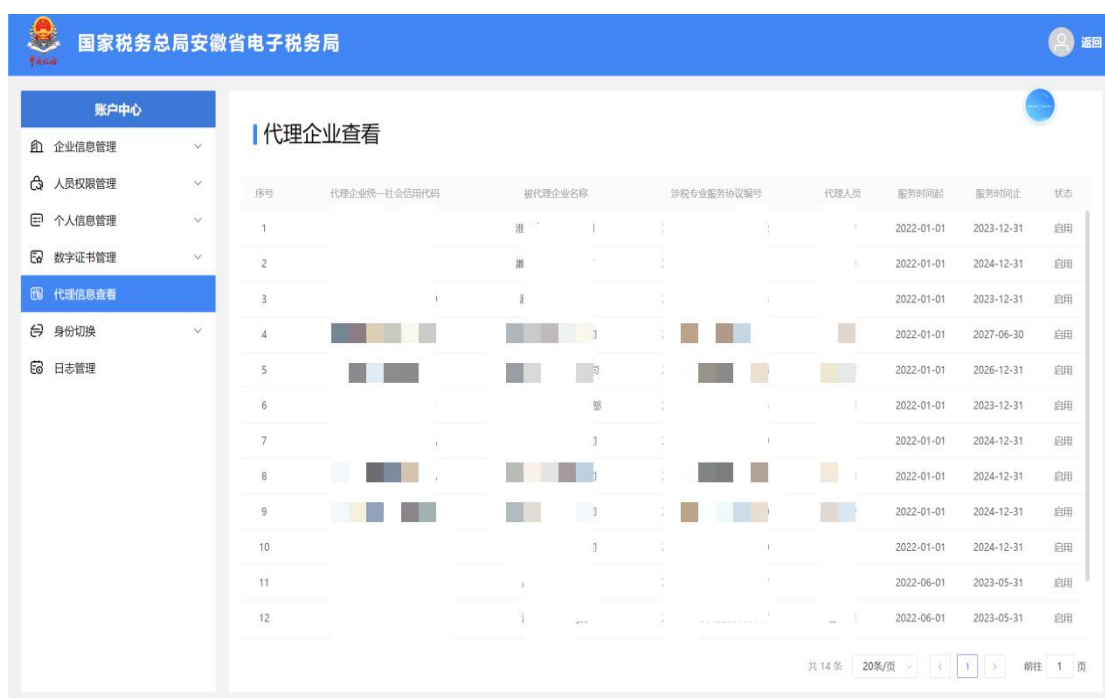 国家税务总局安徽省电子税务局
返回
账户中心
企业信息管理
人员权限管理
个人信息管理
数字证书管理
代理信息查看
身份切换
日志管理
代理企业查看
序号 代理企业统一社会信用代码 被代理企业名称 涉税专业服务协议编号 代理人员 服务时间起 服务时间止 状态
1 淮 2022-01-01 2023-12-31 启用
2 2022-01-01 2024-12-31 启用
3 2022-01-01 2023-12-31 启用
4 2022-01-01 2027-06-30 启用
5 2022-01-01 2026-12-31 启用
6 部 2022-01-01 2023-12-31 启用
7 2022-01-01 2024-12-31 启用
8 2022-01-01 2024-12-31 启用
9 2022-01-01 2024-12-31 启用
10 2022-01-01 2024-12-31 启用
11 2022-06-01 2023-05-31 启用
12 2022-06-01 2023-05-31 启用
共 14 条 20条/页 1 前往 1 页